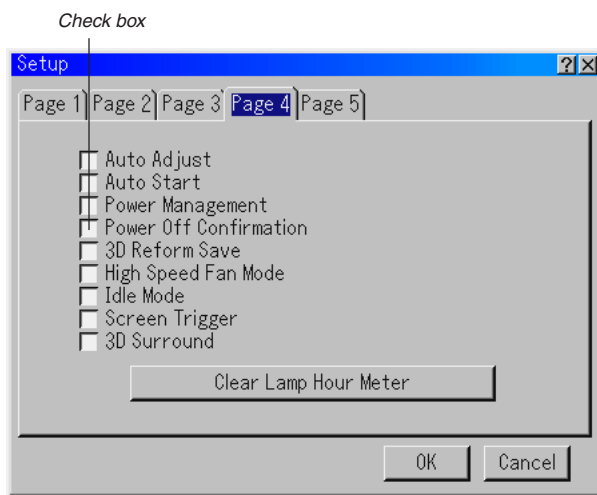 Check box
Setup
Page 1 Page 2 Page 3 Page 4 Page 5
Auto Adjust
Auto Start
Power Management
Power Off Confirmation
3D Reform Save
High Speed Fan Mode
Idle Mode
Screen Trigger
3D Surround
Clear Lamp Hour Meter
OK Cancel